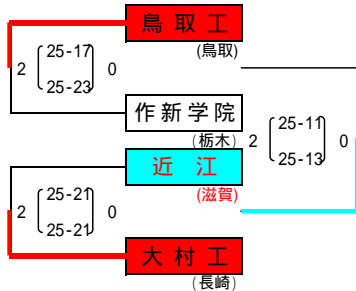 鳥取工
(鳥取)
2 25-17 0
25-23
作新学院
(栃木)
2 25-11 0
25-13
近江
(滋賀)
2 25-21 0
25-21
大村工
(長崎)